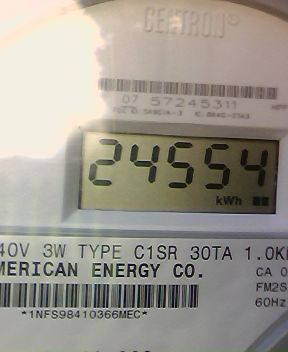 CENTRON®
07 57245311
24554
kWh
40V 3W TYPE C1SR 30TA 1.0K
MERICAN ENERGY CO.
CA 0
FM2S
60Hz
*1NFS98410366MEC*